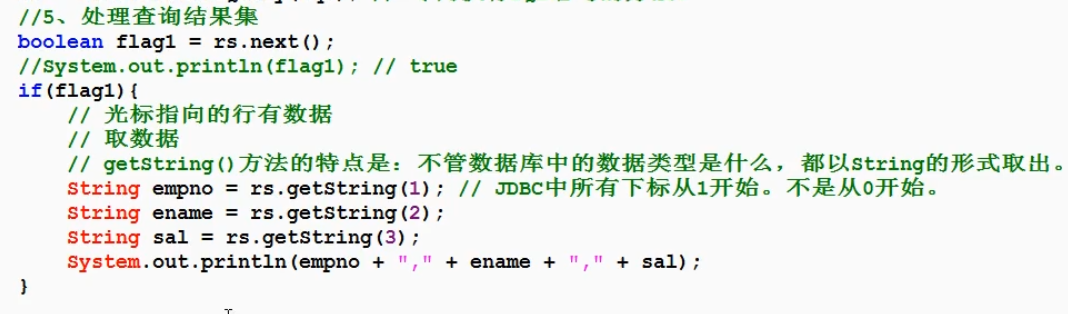 //5、处理查询结果集
boolean flag1 = rs.next();
//System.out.println(flag1); // true
if(flag1){
    // 光标指向的行有数据
    // 取数据
    // getString()方法的特点是：不管数据库中的数据类型是什么，都以String的形式取出。
    String empno = rs.getString(1); // JDBC中所有下标从1开始。不是从0开始。
    String ename = rs.getString(2);
    String sal = rs.getString(3);
    System.out.println(empno + "," + ename + "," + sal);
}